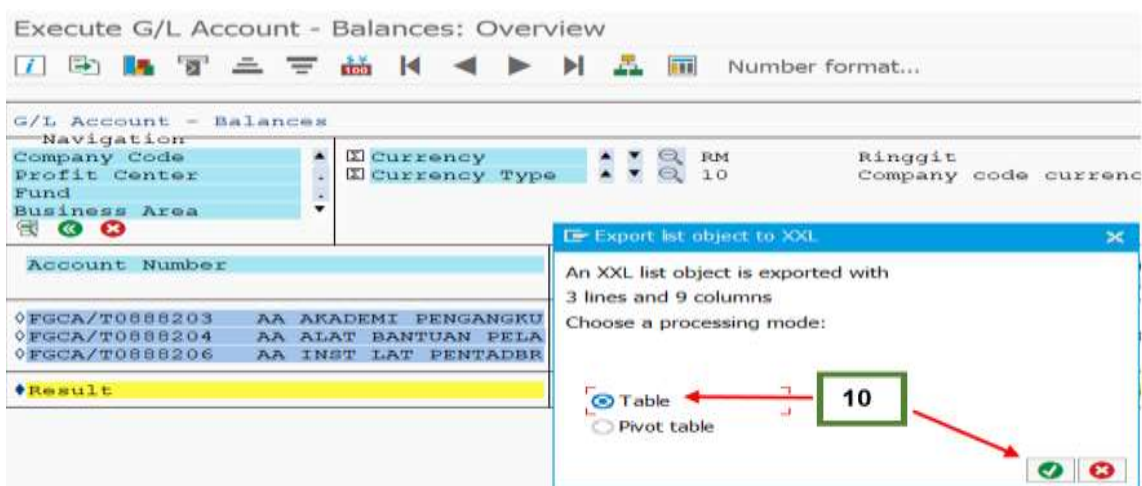 Execute G/L Account - Balances: Overview
Number format...
G/L Account - Balances
Navigation
Company Code
Profit Center
Fund
Business Area
Currency RM Ringgit
Currency Type 10 Company code currenc
Account Number
FGCA/T0888203 AA AKADEMI PENGANGKU
FGCA/T0888204 AA ALAT BANTUAN PELA
FGCA/T0888206 AA INST LAT PENTADBR
Result
Export list object to XXL
An XXL list object is exported with
3 lines and 9 columns
Choose a processing mode:
Table
Pivot table
10